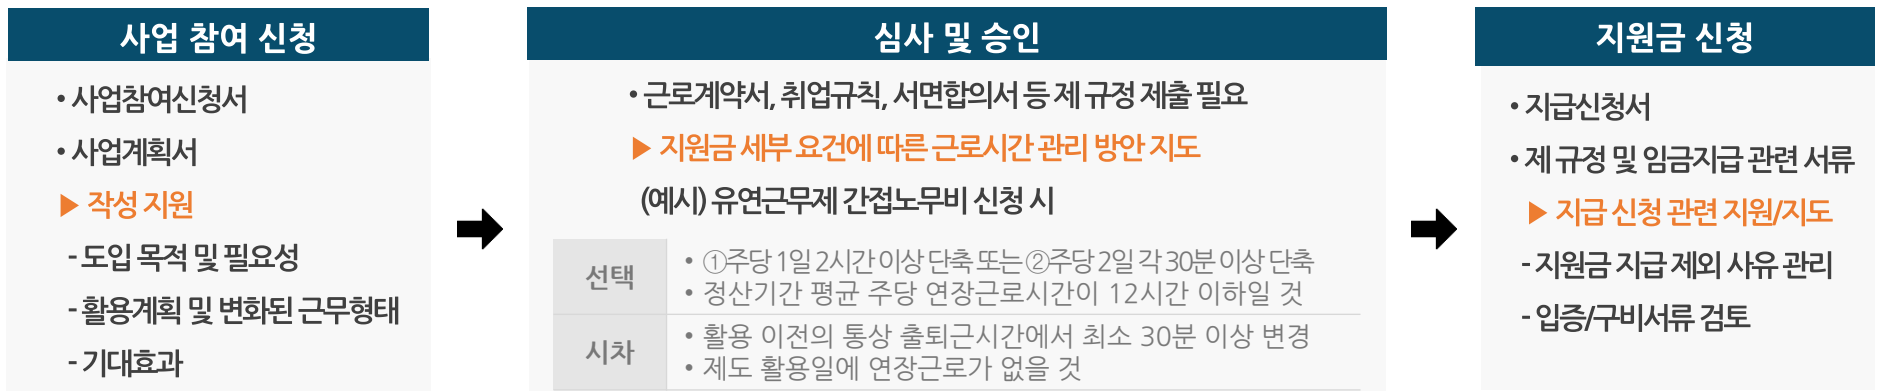 사업 참여 신청
• 사업참여신청서
• 사업계획서
▶ 작성 지원
- 도입 목적 및 필요성
- 활용계획 및 변화된 근무형태
- 기대효과
심사 및 승인
• 근로계약서, 취업규칙, 서면합의서 등 제 규정 제출 필요
▶ 지원금 세부 요건에 따른 근로시간 관리 방안 지도
(예시) 유연근무제 간접노무비 신청 시
선택
• ①주당 1일 2시간 이상 단축 또는 ②주당 2일 각 30분 이상 단축
• 정산기간 평균 주당 연장근로시간이 12시간 이하일 것
시차
• 활용 이전의 통상 출퇴근시간에서 최소 30분 이상 변경
• 제도 활용일에 연장근로가 없을 것
지원금 신청
• 지급신청서
• 제 규정 및 임금지급 관련 서류
▶ 지급 신청 관련 지원/지도
- 지원금 지급 제외 사유 관리
- 입증/구비서류 검토